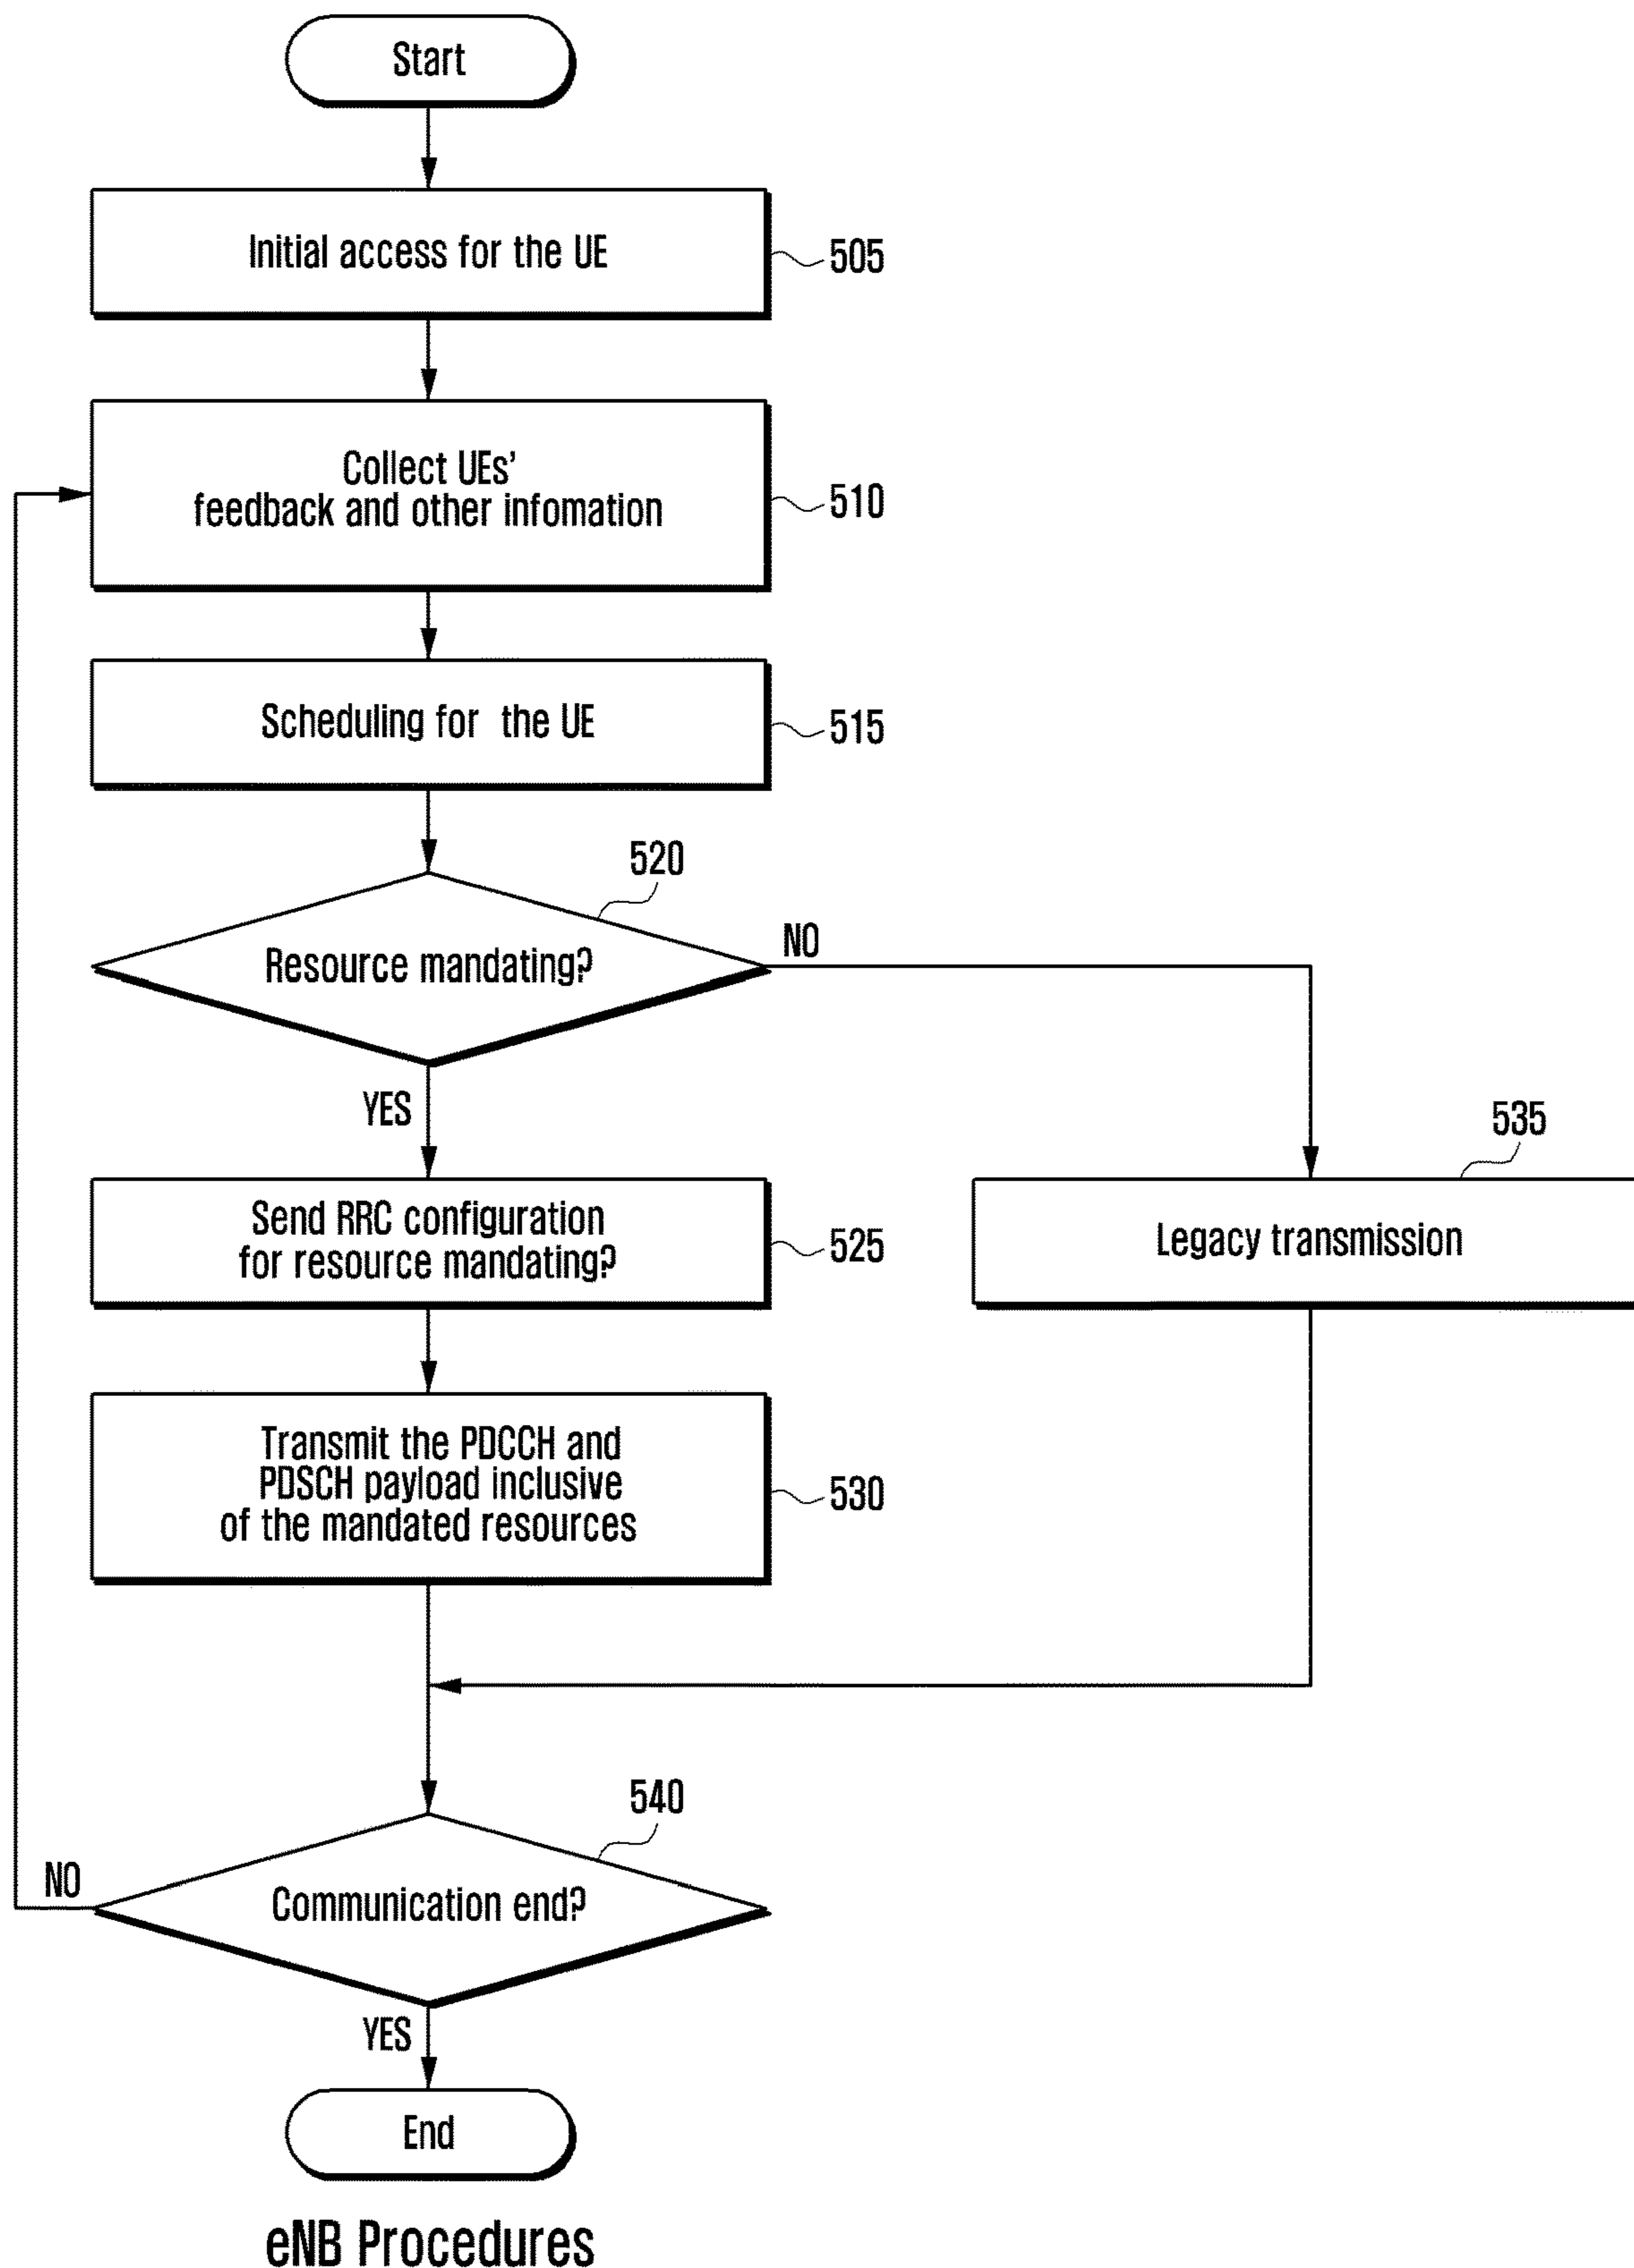 Start
Initial access for the UE
505
Collect UEs'
feedback and other infomation
510
Scheduling for the UE
515
520
Resource mandating?
NO
YES
535
Send RRC configuration
for resource mandating?
525
Legacy transmission
Transmit the PDCCH and
PDSCH payload inclusive
of the mandated resources
530
540
Communication end?
NO
YES
End
eNB Procedures